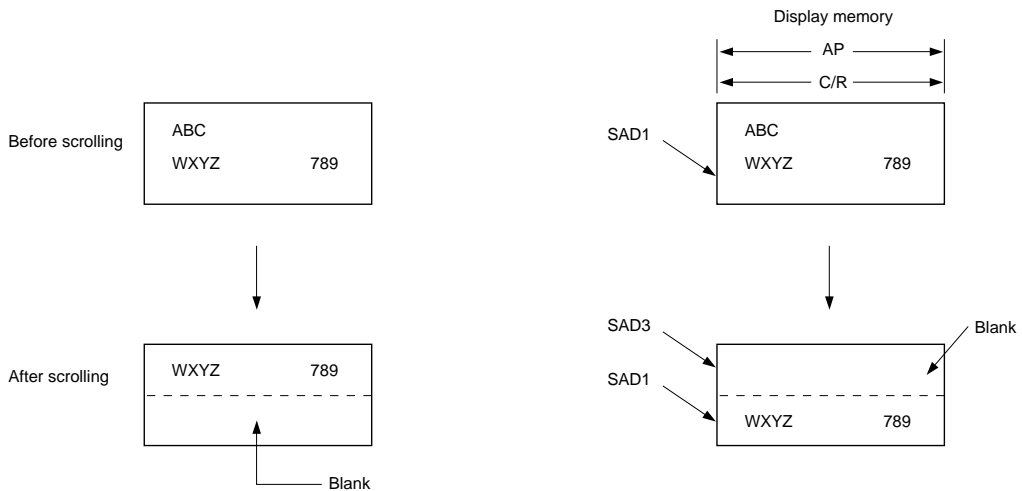 Display memory
AP
C/R
Before scrolling
ABC
WXYZ 789
SAD1
ABC
WXYZ 789
After scrolling
WXYZ 789
Blank
SAD3
SAD1
Blank
WXYZ 789